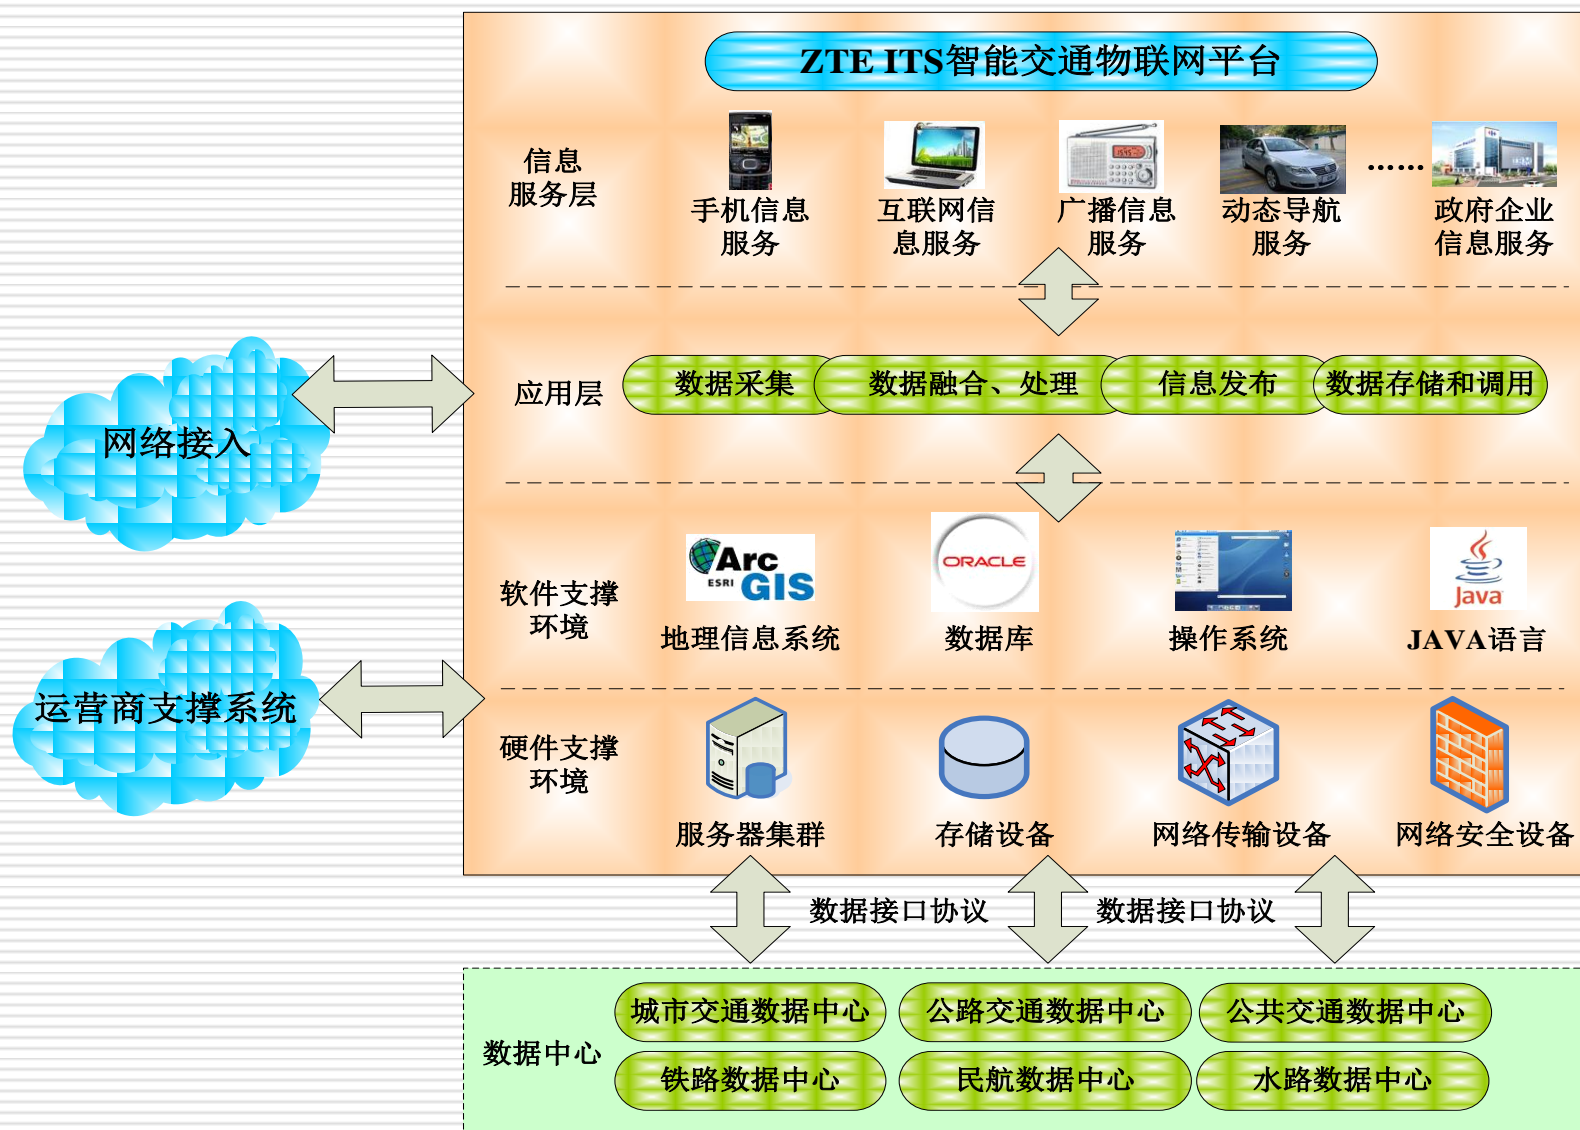 ZTE ITS智能交通物联网平台
信息
服务层
手机信息
服务
互联网信
息服务
广播信息
服务
动态导航
服务
……
政府企业
信息服务
网络接入
应用层
数据采集
数据融合、处理
信息发布
数据存储和调用
软件支撑
环境
Arc
ESRI
GIS
地理信息系统
ORACLE
数据库
操作系统
Java
JAVA语言
运营商支撑系统
硬件支撑
环境
服务器集群
存储设备
网络传输设备
网络安全设备
数据接口协议
数据接口协议
数据中心
城市交通数据中心
公路交通数据中心
公共交通数据中心
铁路数据中心
民航数据中心
水路数据中心